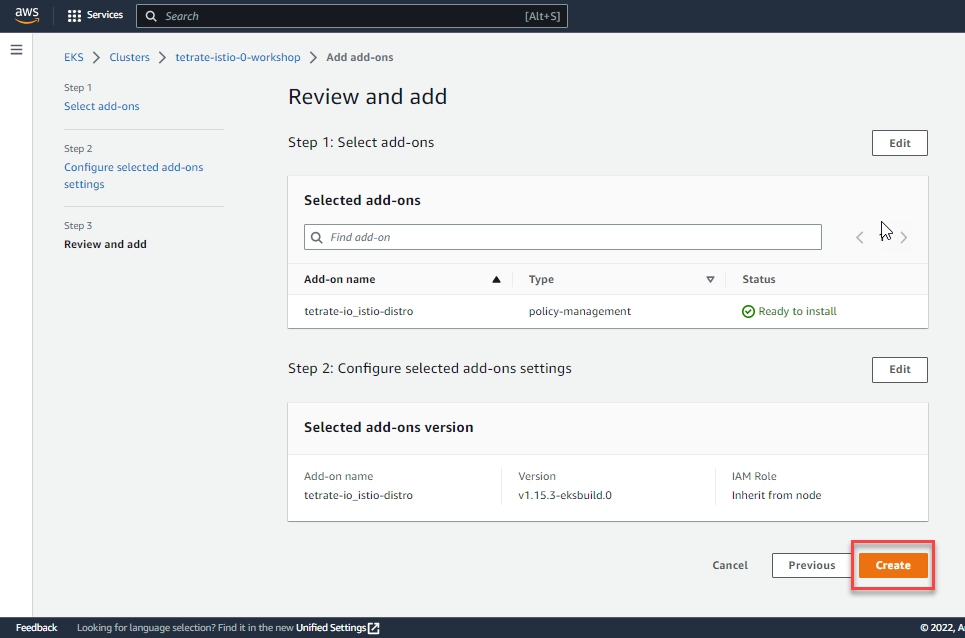 aws
Services
Search
[Alt+S]
EKS
Clusters
tetrate-istio-0-workshop
Add add-ons
Step 1
Select add-ons
Step 2
Configure selected add-ons
settings
Step 3
Review and add
Review and add
Step 1: Select add-ons
Edit
Selected add-ons
Find add-on
Add-on name
Type
Status
tetrate-io_istio-distro
policy-management
Ready to install
Step 2: Configure selected add-ons settings
Edit
Selected add-ons version
Add-on name
Version
IAM Role
tetrate-io_istio-distro
v1.15.3-eksbuild.0
Inherit from node
Cancel
Previous
Create
Feedback
Looking for language selection? Find it in the new Unified Settings
© 2022, A